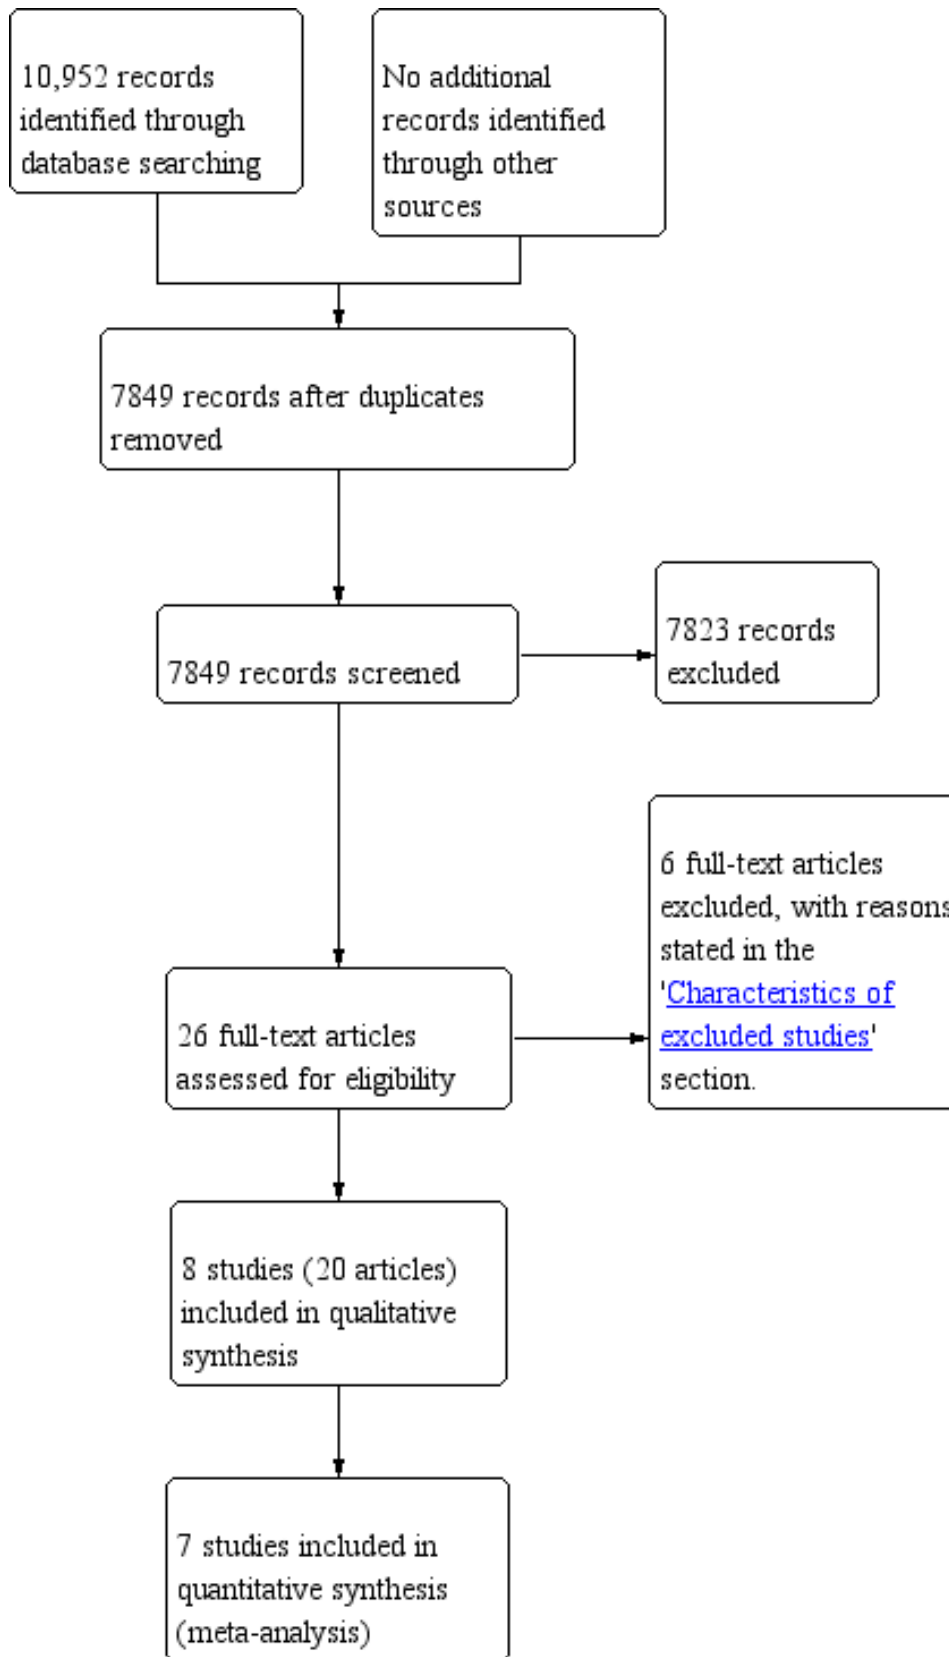 10,952 records
identified through
database searching
No additional
records identified
through other
sources
7849 records after duplicates
removed
7849 records screened
7823 records
excluded
26 full-text articles
assessed for eligibility
6 full-text articles
excluded, with reasons
stated in the
'Characteristics of
excluded studies'
section.
8 studies (20 articles)
included in qualitative
synthesis
7 studies included in
quantitative synthesis
(meta-analysis)